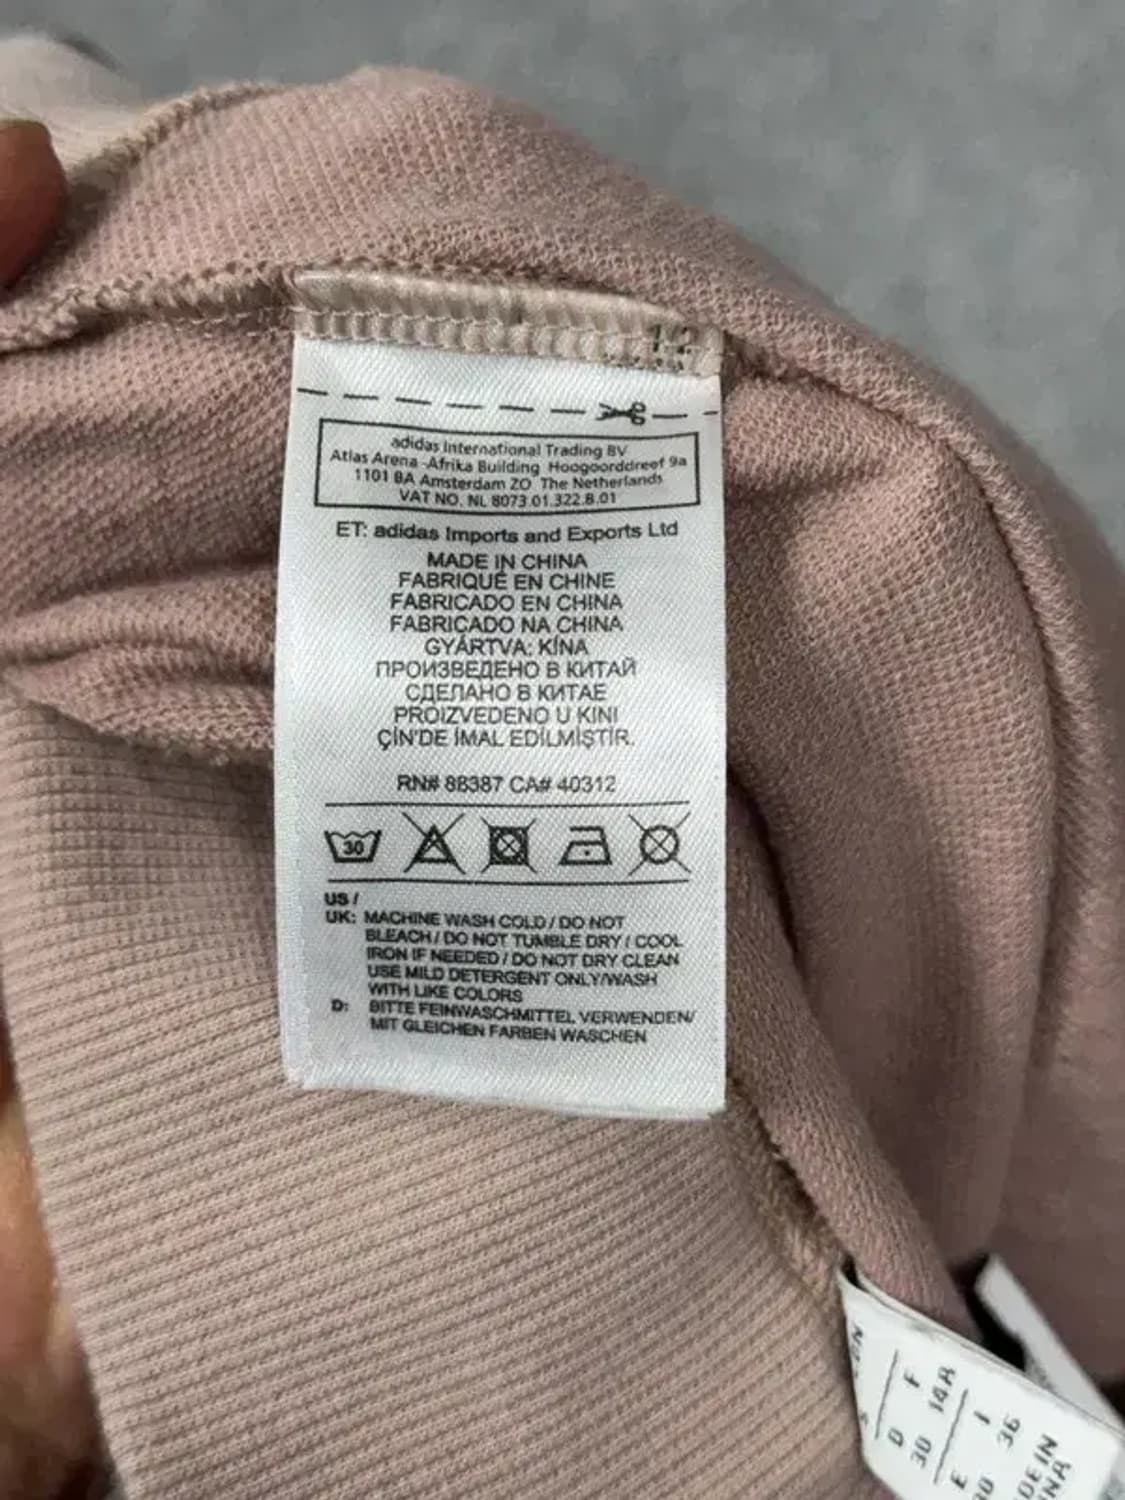 adidas International Trading BV
Atlas Arena -Afrika Building Hoogoorddreef 9a
1101 BA Amsterdam ZO The Netherlands
VAT NO. NL 8073.01.322.B.01
ET: adidas Imports and Exports Ltd
MADE IN CHINA
FABRIQUÉ EN CHINE
FABRICADO EN CHINA
FABRICADO NA CHINA
GYÁRTVA: KÍNA
ПРОИЗВЕДЕНО В КИТАЙ
СДЕЛАНО В КИТАЕ
PROIZVEDENO U KINI
ÇİN'DE İMAL EDİLMİŞTİR.
RN# 88387 CA# 40312
30
US /
UK: MACHINE WASH COLD / DO NOT
BLEACH / DO NOT TUMBLE DRY / COOL
IRON IF NEEDED / DO NOT DRY CLEAN
USE MILD DETERGENT ONLY/WASH
WITH LIKE COLORS
D: BITTE FEINWASCHMITTEL VERWENDEN/
MIT GLEICHEN FARBEN WASCHEN
F
14A
I
36
D
30
E